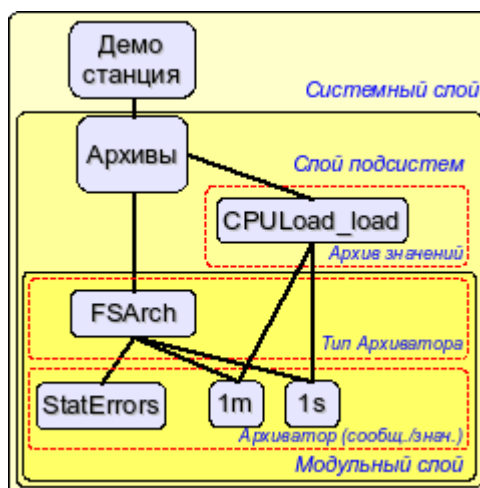 Демо
станция
Системный слой
Архивы
Слой подсистем
CPULoad_load
Архив значений
FSArch
Тип Архиватора
StatErrors
1m
1s
Архиватор (сообщ./знач.)
Модульный слой